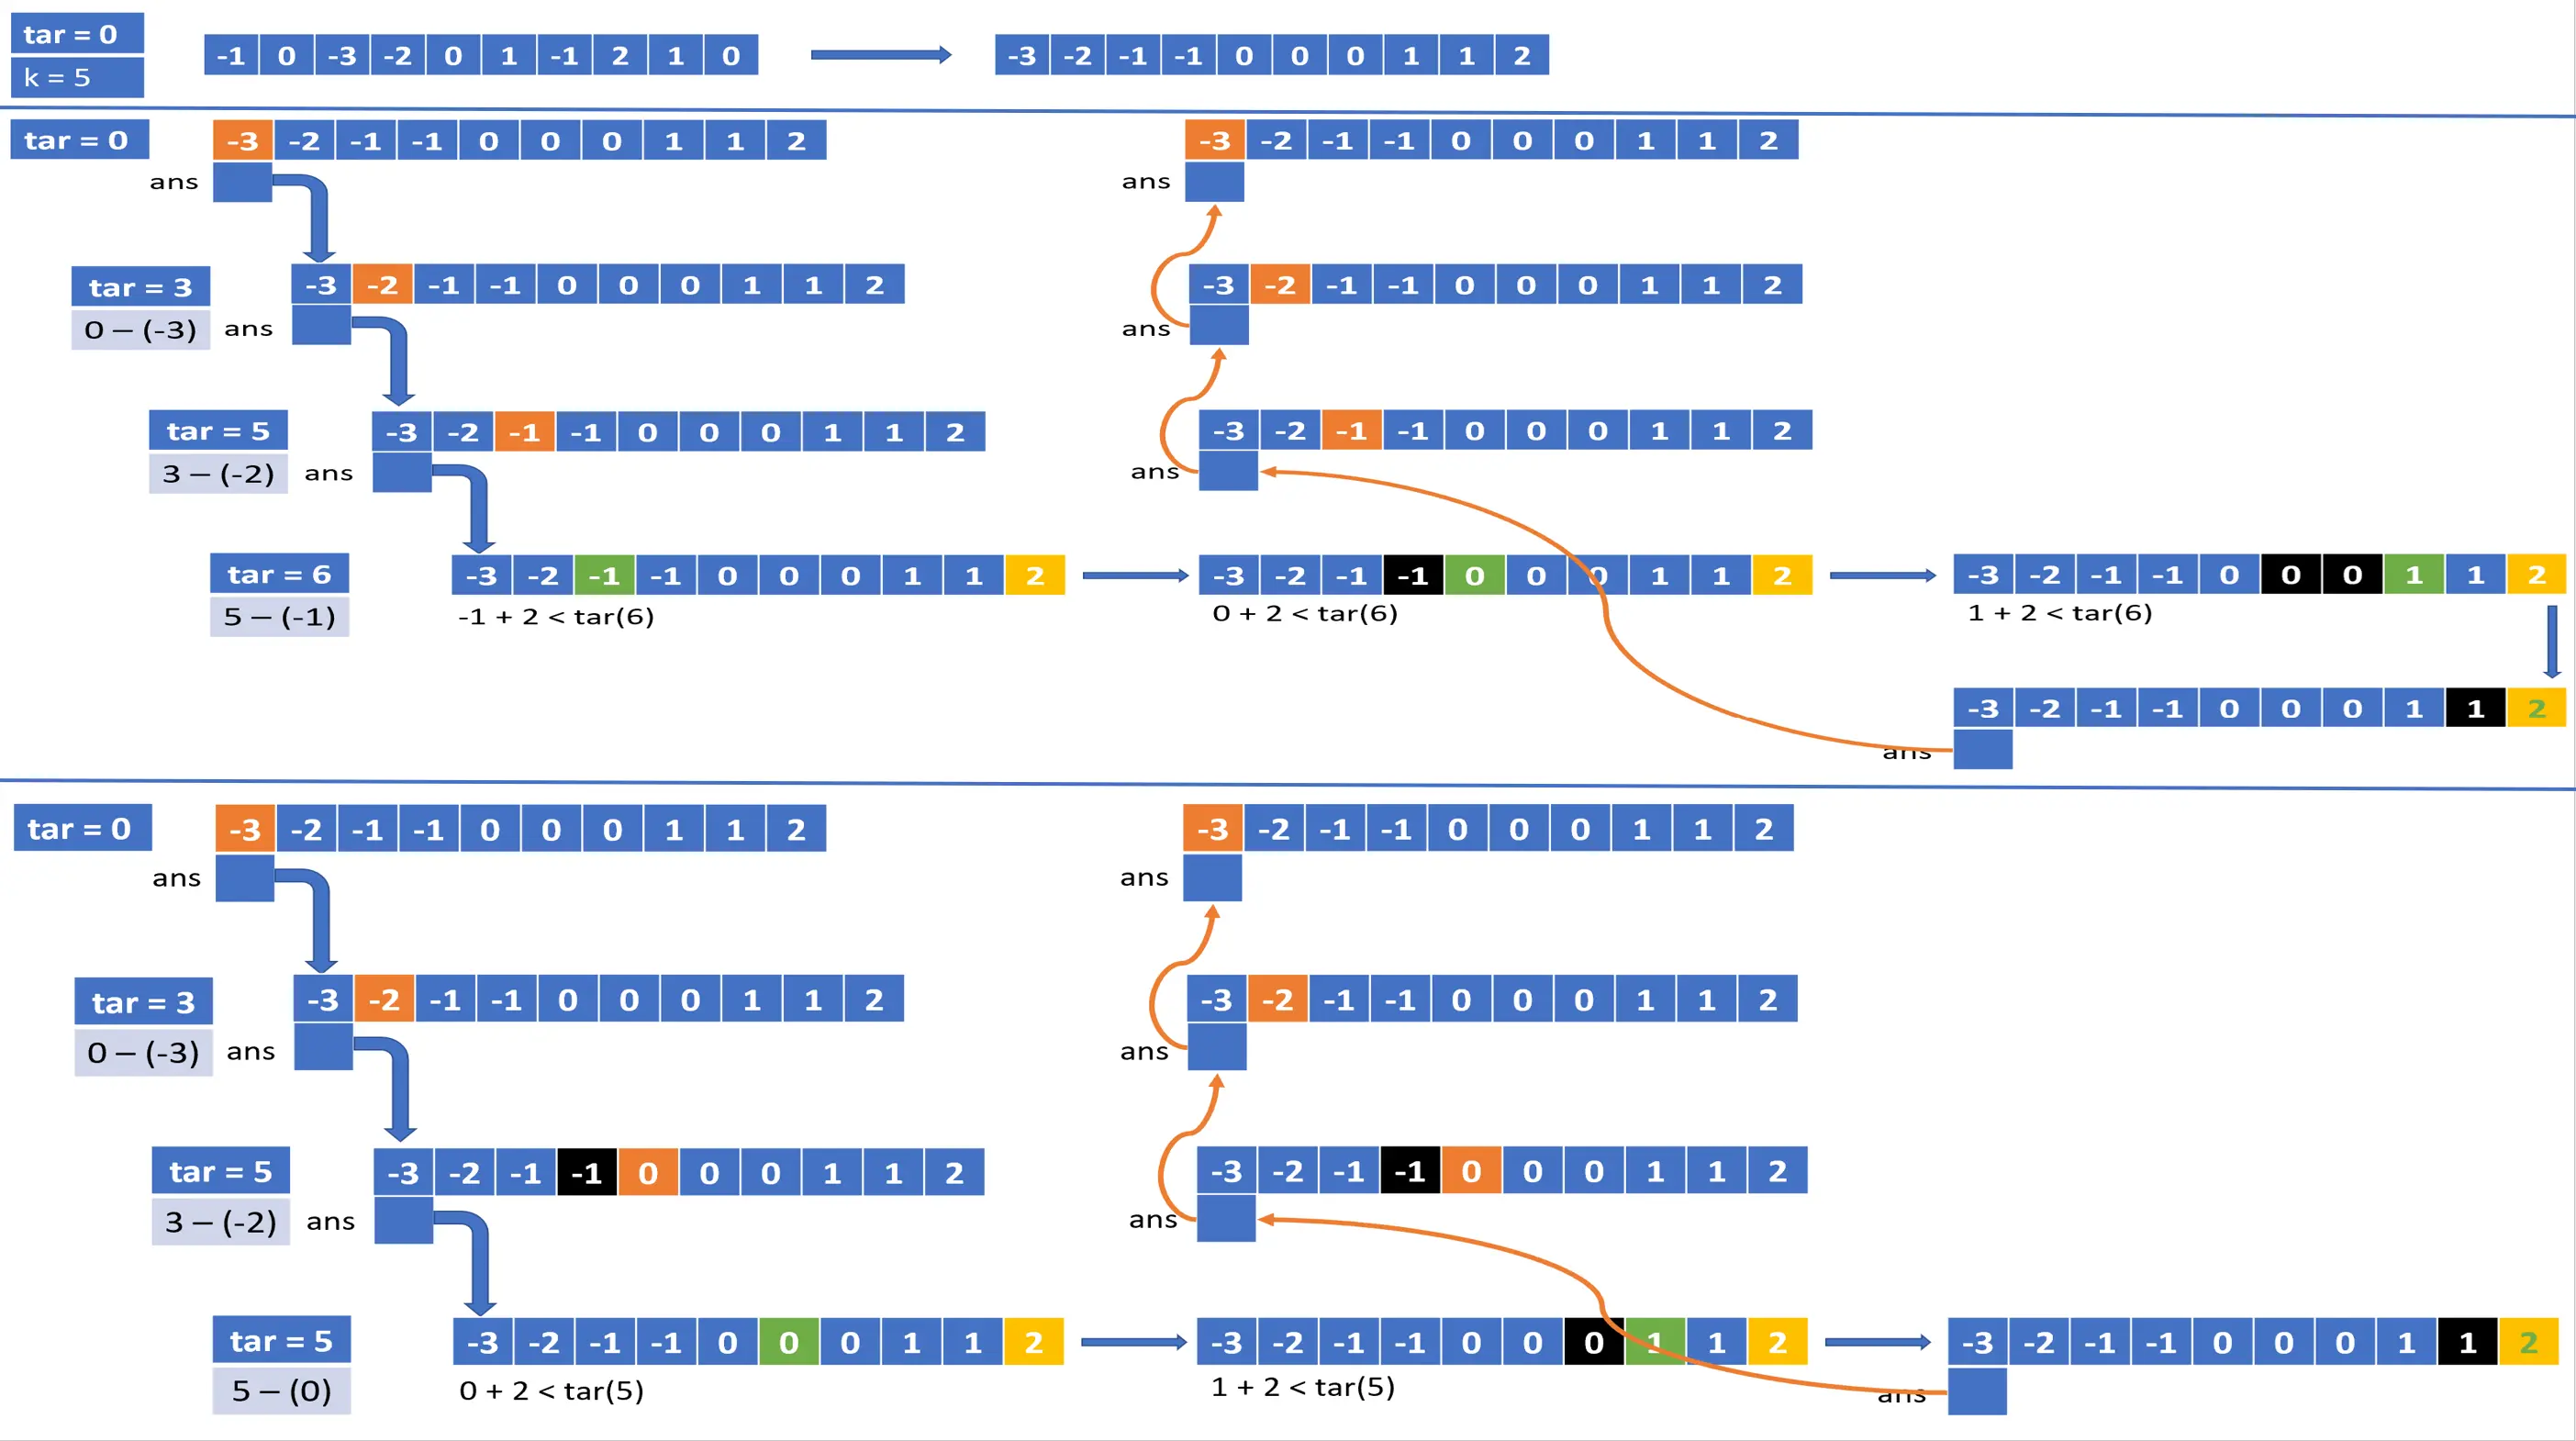 tar = 0
k = 5
-1 0 -3 -2 0 1 -1 2 1 0
-3 -2 -1 -1 0 0 0 1 1 2
tar = 0
-3 -2 -1 -1 0 0 0 1 1 2
ans
-3 -2 -1 -1 0 0 0 1 1 2
ans
tar = 3
0 – (-3)
-3 -2 -1 -1 0 0 0 1 1 2
ans
-3 -2 -1 -1 0 0 0 1 1 2
ans
tar = 5
3 – (-2)
-3 -2 -1 -1 0 0 0 1 1 2
ans
-3 -2 -1 -1 0 0 0 1 1 2
ans
tar = 6
5 – (-1)
-3 -2 -1 -1 0 0 0 1 1 2
-1 + 2 < tar(6)
-3 -2 -1 -1 0 0 0 1 1 2
0 + 2 < tar(6)
-3 -2 -1 -1 0 0 0 1 1 2
1 + 2 < tar(6)
-3 -2 -1 -1 0 0 0 1 1 2
ans
tar = 0
-3 -2 -1 -1 0 0 0 1 1 2
ans
-3 -2 -1 -1 0 0 0 1 1 2
ans
tar = 3
0 – (-3)
-3 -2 -1 -1 0 0 0 1 1 2
ans
-3 -2 -1 -1 0 0 0 1 1 2
ans
tar = 5
3 – (-2)
-3 -2 -1 -1 0 0 0 1 1 2
ans
-3 -2 -1 -1 0 0 0 1 1 2
ans
tar = 5
5 – (0)
-3 -2 -1 -1 0 0 0 1 1 2
0 + 2 < tar(5)
-3 -2 -1 -1 0 0 0 1 1 2
1 + 2 < tar(5)
-3 -2 -1 -1 0 0 0 1 1 2
ans